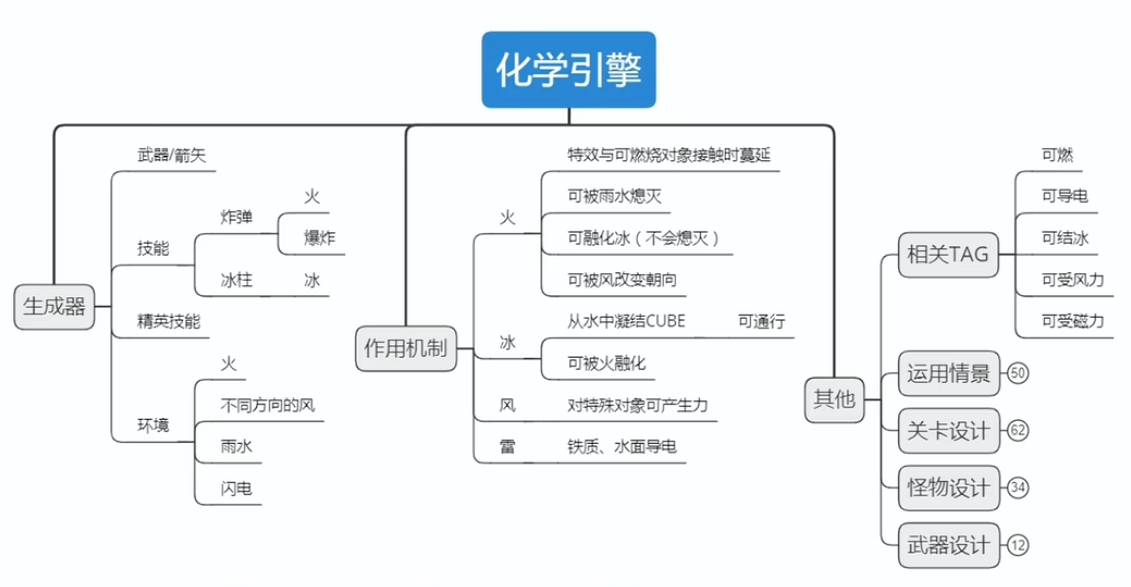 化学引擎
生成器
武器/箭矢
技能
炸弹
火
爆炸
冰柱
冰
精英技能
环境
火
不同方向的风
雨水
闪电
作用机制
火
特效与可燃烧对象接触时蔓延
可被雨水熄灭
可融化冰（不会熄灭）
可被风改变朝向
冰
从水中凝结CUBE
可通行
可被火融化
风
对特殊对象可产生力
雷
铁质、水面导电
其他
相关TAG
可燃
可导电
可结冰
可受风力
可受磁力
运用情景
50
关卡设计
62
怪物设计
34
武器设计
12